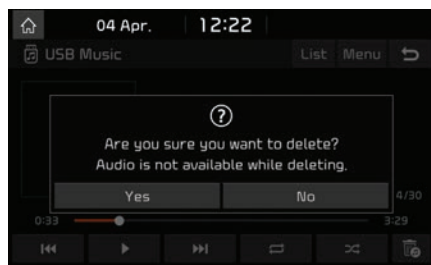 04 Apr. 12:22
USB Music List Menu
?
Are you sure you want to delete?
Audio is not available while deleting.
Yes No
4/30
0:33 3:29